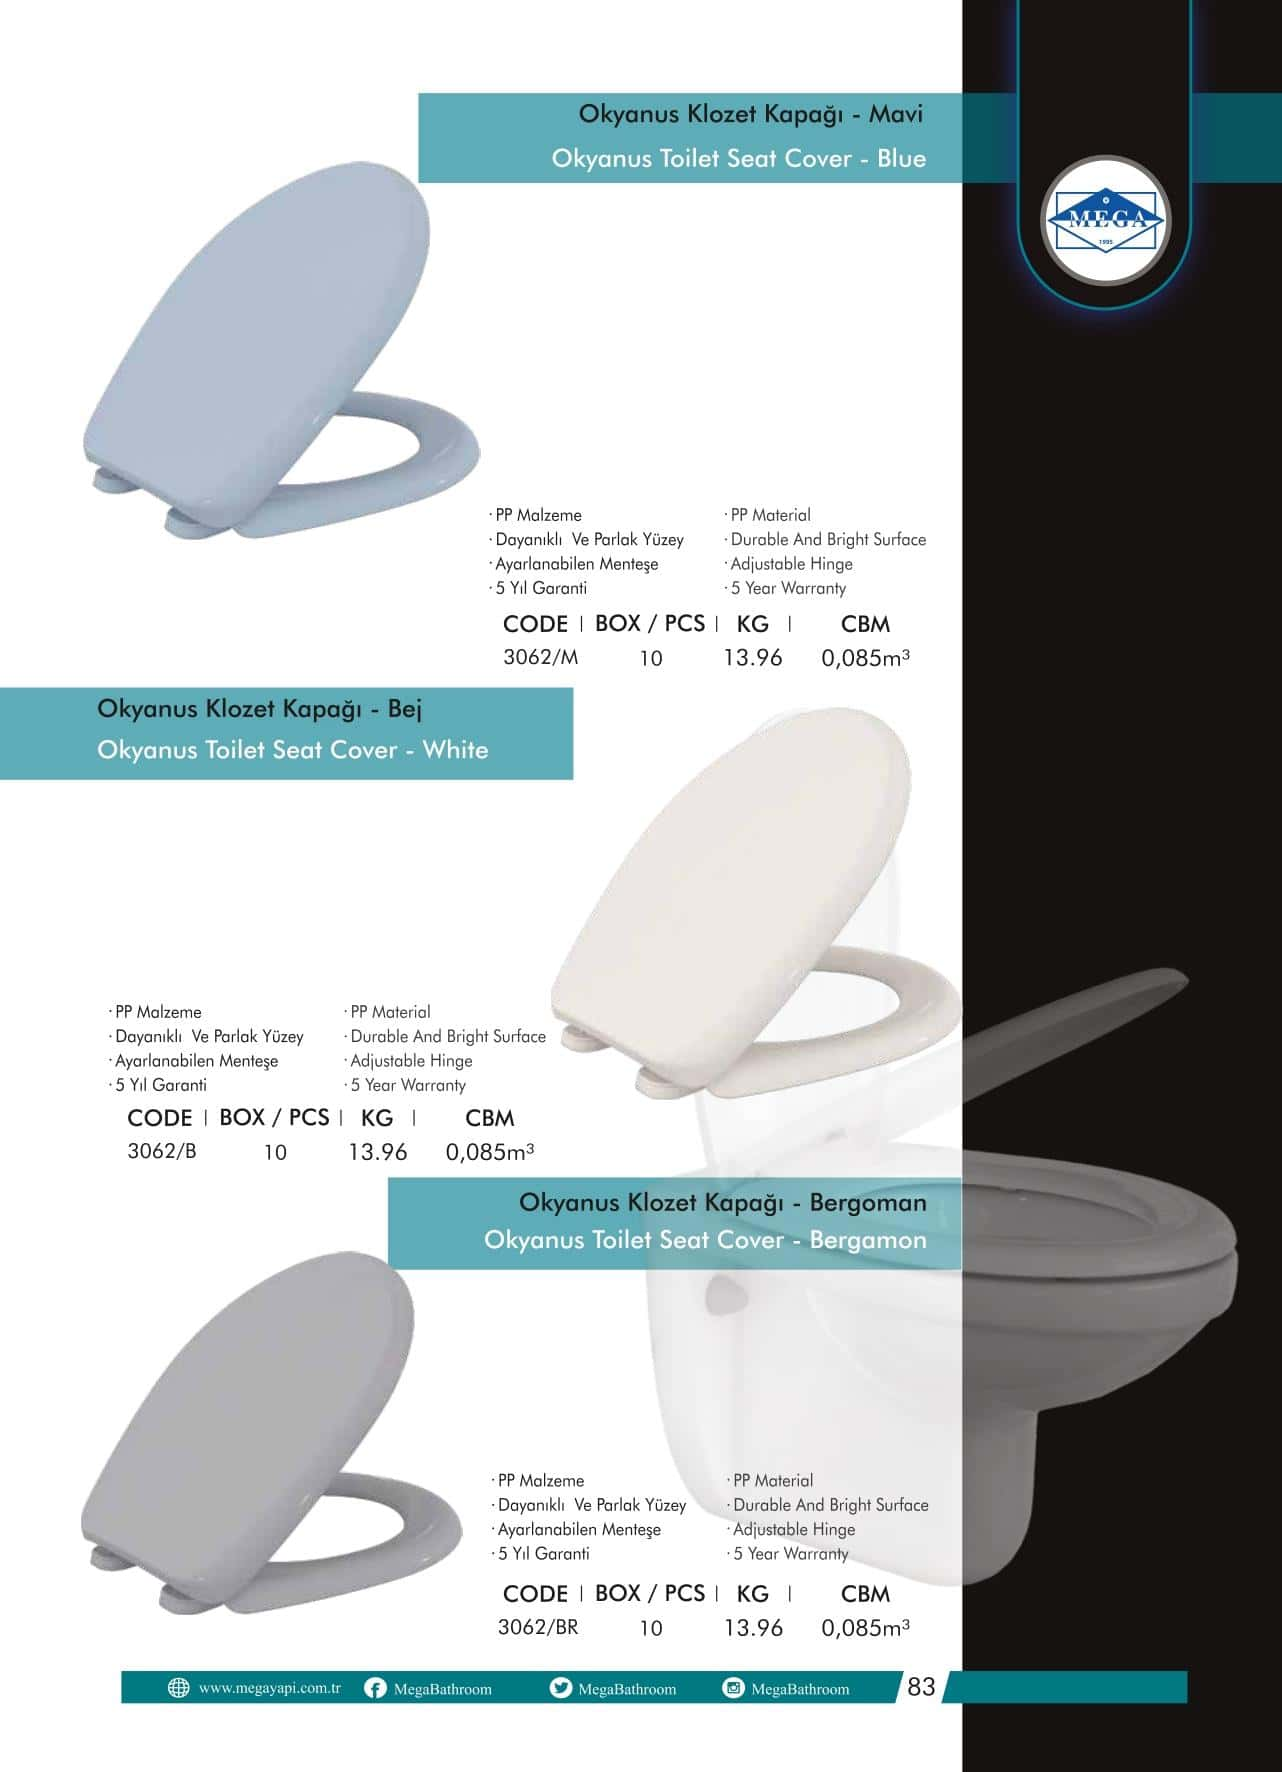 Okyanus Klozet Kapağı - Mavi
Okyanus Toilet Seat Cover - Blue
MEGA
1995
· PP Malzeme
· Dayanıklı Ve Parlak Yüzey
· Ayarlanabilen Menteşe
· 5 Yıl Garanti
· PP Material
· Durable And Bright Surface
· Adjustable Hinge
· 5 Year Warranty
CODE | BOX / PCS | KG | CBM
3062/M 10 13.96 0,085m³
Okyanus Klozet Kapağı - Bej
Okyanus Toilet Seat Cover - White
· PP Malzeme
· Dayanıklı Ve Parlak Yüzey
· Ayarlanabilen Menteşe
· 5 Yıl Garanti
· PP Material
· Durable And Bright Surface
· Adjustable Hinge
· 5 Year Warranty
CODE | BOX / PCS | KG | CBM
3062/B 10 13.96 0,085m³
Okyanus Klozet Kapağı - Bergoman
Okyanus Toilet Seat Cover - Bergamon
· PP Malzeme
· Dayanıklı Ve Parlak Yüzey
· Ayarlanabilen Menteşe
· 5 Yıl Garanti
· PP Material
· Durable And Bright Surface
· Adjustable Hinge
· 5 Year Warranty
CODE | BOX / PCS | KG | CBM
3062/BR 10 13.96 0,085m³
www.megayapi.com.tr MegaBathroom MegaBathroom MegaBathroom 83